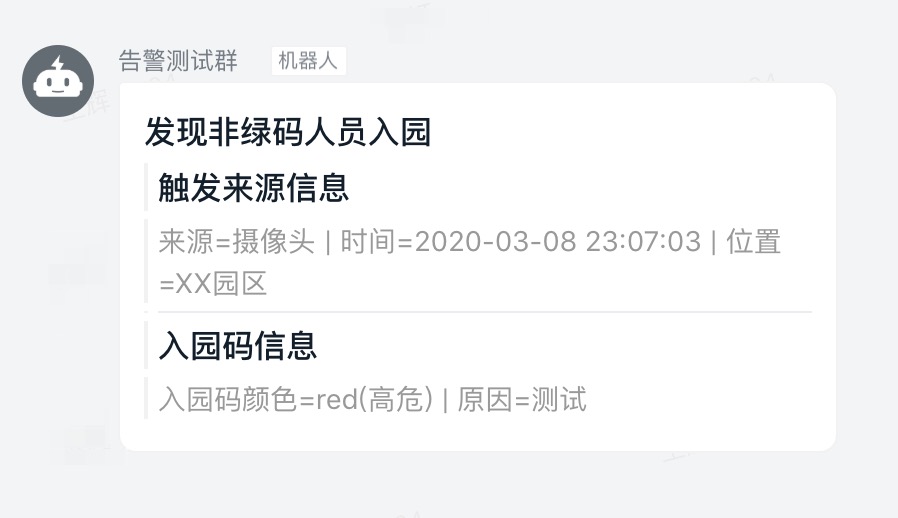 告警测试群 机器人
发现非绿码人员入园
触发来源信息
来源=摄像头 | 时间=2020-03-08 23:07:03 | 位置
=XX园区
入园码信息
入园码颜色=red(高危) | 原因=测试